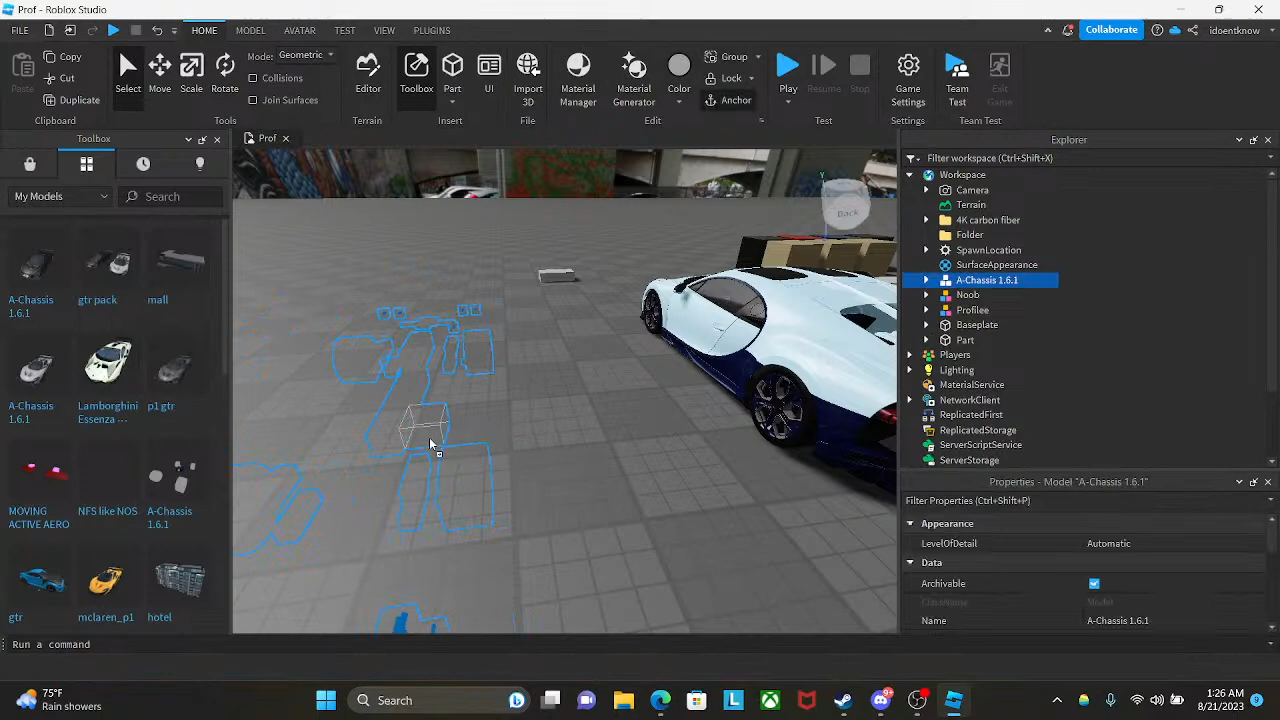 Prof - Roblox Studio
FILE HOME MODEL AVATAR TEST VIEW PLUGINS Collaborate idoentknow
Paste Copy Cut Duplicate Clipboard
Select Move Scale Rotate Mode: Geometric Collisions Join Surfaces Tools
Editor Terrain
Toolbox Part UI Insert
Import 3D File
Material Manager Material Generator Color Group Lock Anchor Edit
Play Resume Stop Test
Game Settings Settings
Team Test Exit Game Team Test
Toolbox
My Models Search
A-Chassis 1.6.1 gtr pack mall
A-Chassis 1.6.1 Lamborghini Essenza --- p1 gtr
MOVING ACTIVE AERO NFS like NOS A-Chassis 1.6.1
gtr mclaren_p1 hotel
Prof
Y
Back
Explorer
Filter workspace (Ctrl+Shift+X)
Workspace
Camera
Terrain
4K carbon fiber
Folder
SpawnLocation
SurfaceAppearance
A-Chassis 1.6.1
Noob
Profilee
Baseplate
Part
Players
Lighting
MaterialService
NetworkClient
ReplicatedFirst
ReplicatedStorage
ServerScriptService
ServerStorage
Properties - Model "A-Chassis 1.6.1"
Filter Properties (Ctrl+Shift+P)
Appearance
LevelOfDetail Automatic
Data
Archivable
ClassName Model
Name A-Chassis 1.6.1
Run a command
75°F
Rain showers
Search
L
9+
1:26 AM
8/21/2023